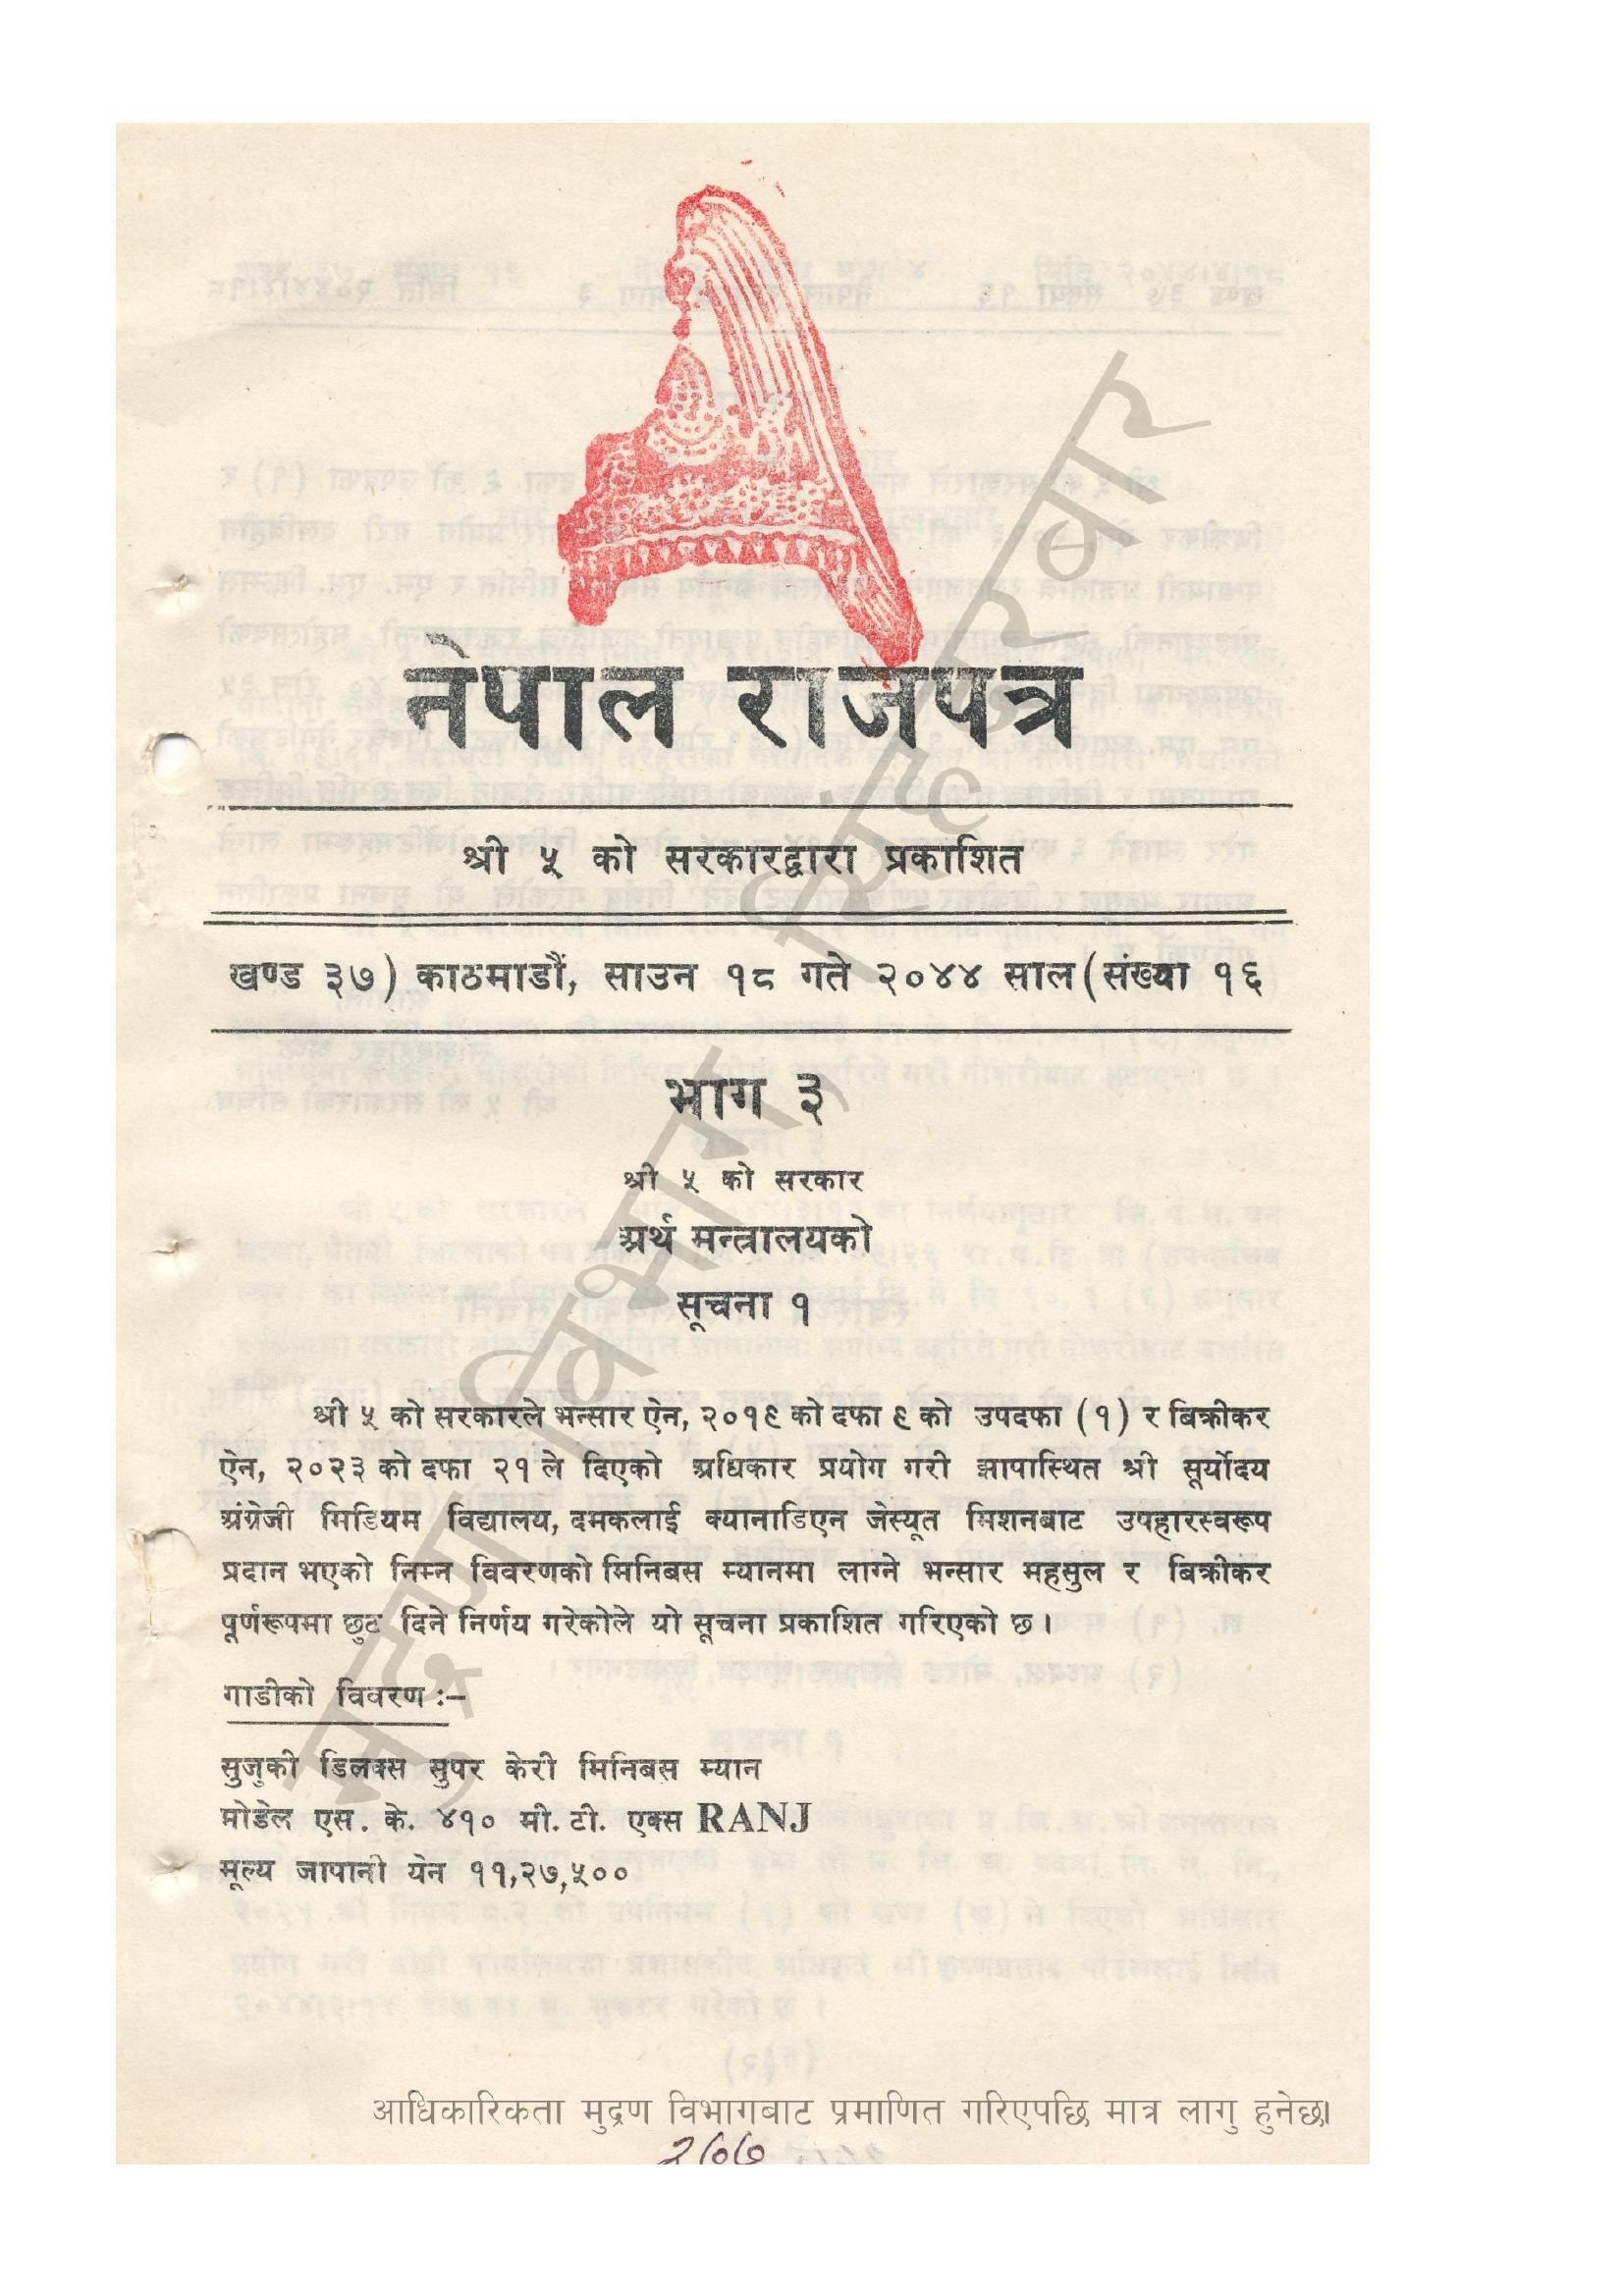 नेपाल राजपत्र
श्री ५ को सरकारद्वारा प्रकाशित
खण्ड ३७) काठमाडौं, साउन १८ गते २०४४ साल (संख्या १६
भाग ३
श्री ५ को सरकार
अर्थ मन्त्रालयको
सूचना १
श्री ५ को सरकारले भन्सार ऐन, २०१९ को दफा ९ को उपदफा (१) र बिक्रीकर
ऐन, २०२३ को दफा २१ ले दिएको अधिकार प्रयोग गरी झापास्थित श्री सूर्योदय
अंग्रेजी मिडियम विद्यालय, दमकलाई क्यानाडिएन जेस्यूत मिशनबाट उपहारस्वरूप
प्रदान भएको निम्न विवरणको मिनिबस म्यानमा लाग्ने भन्सार महसुल र बिक्रीकर
पूर्णरूपमा छुट दिने निर्णय गरेकोले यो सूचना प्रकाशित गरिएको छ ।
गाडीको विवरण :–
सुजुकी डिलक्स सुपर केरी मिनिबस म्यान
मोडेल एस. के. ४१० मी. टी. एक्स RANJ
मूल्य जापानी येन ११,२७,५००
मुद्रण विभाग, सिंहदरबार
आधिकारिकता मुद्रण विभागबाट प्रमाणित गरिएपछि मात्र लागु हुनेछ।